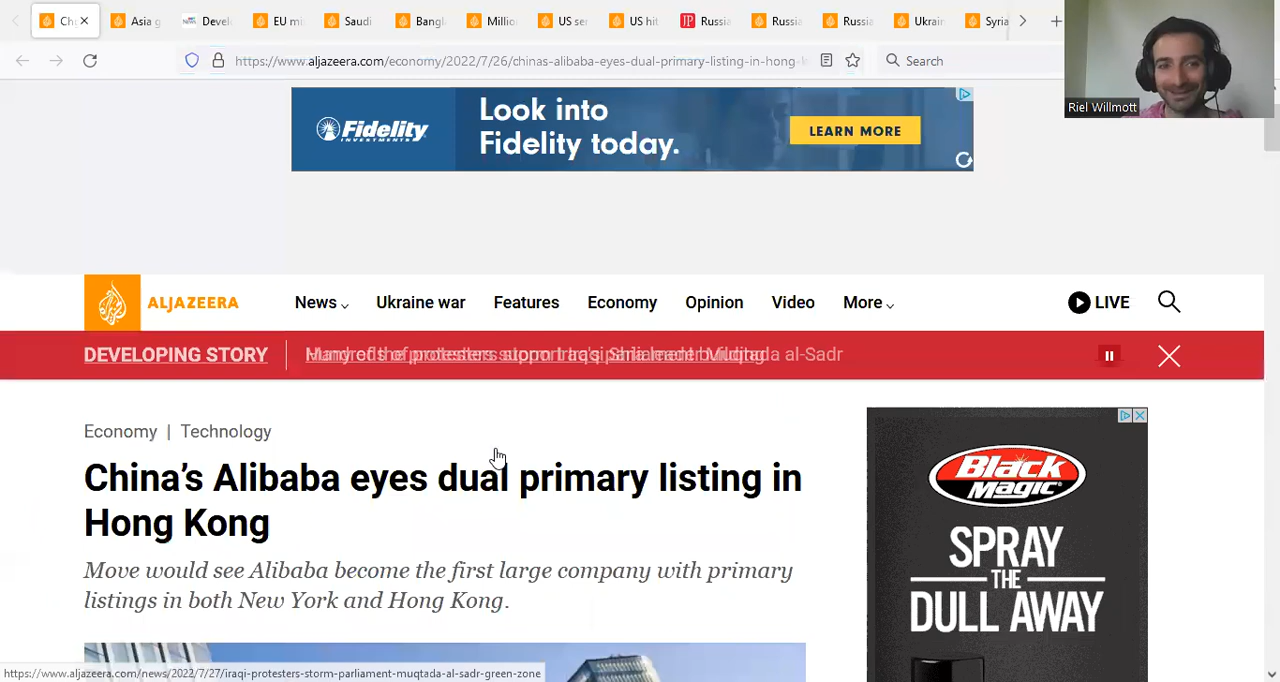 Ch
Asia g
NEWS
Devel
EU mi
Saudi
Bangl
Millio
US se
US hit
JP
Russia
Russia
Russia
Ukrain
Syria
https://www.aljazeera.com/economy/2022/7/26/chinas-alibaba-eyes-dual-primary-listing-in-hong-k
Search
Riel Willmott
Fidelity
INVESTMENTS
Look into
Fidelity today.
LEARN MORE
ALJAZEERA
News
Ukraine war
Features
Economy
Opinion
Video
More
LIVE
DEVELOPING STORY
al-Sadr
Economy | Technology
China's Alibaba eyes dual primary listing in
Hong Kong
Move would see Alibaba become the first large company with primary
listings in both New York and Hong Kong.
Black
Magic
SPRAY
THE
DULL AWAY
https://www.aljazeera.com/news/2022/7/27/iraqi-protesters-storm-parliament-muqtada-al-sadr-green-zone